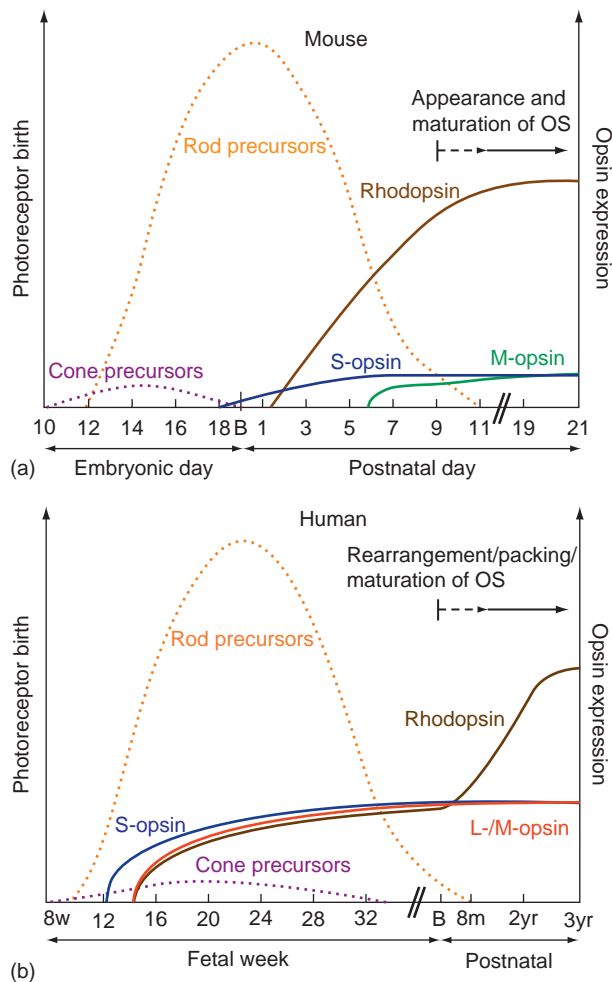 Mouse
Appearance and
maturation of OS
Rod precursors
Rhodopsin
Photoreceptor birth
Opsin expression
S-opsin
M-opsin
Cone precursors
10 12 14 16 18 B 1 3 5 7 9 11 19 21
(a)
Embryonic day
Postnatal day
Human
Rearrangement/packing/
maturation of OS
Rod precursors
Rhodopsin
Photoreceptor birth
Opsin expression
S-opsin
L-/M-opsin
Cone precursors
8w 12 16 20 24 28 32 B 8m 2yr 3yr
Fetal week
Postnatal
(b)